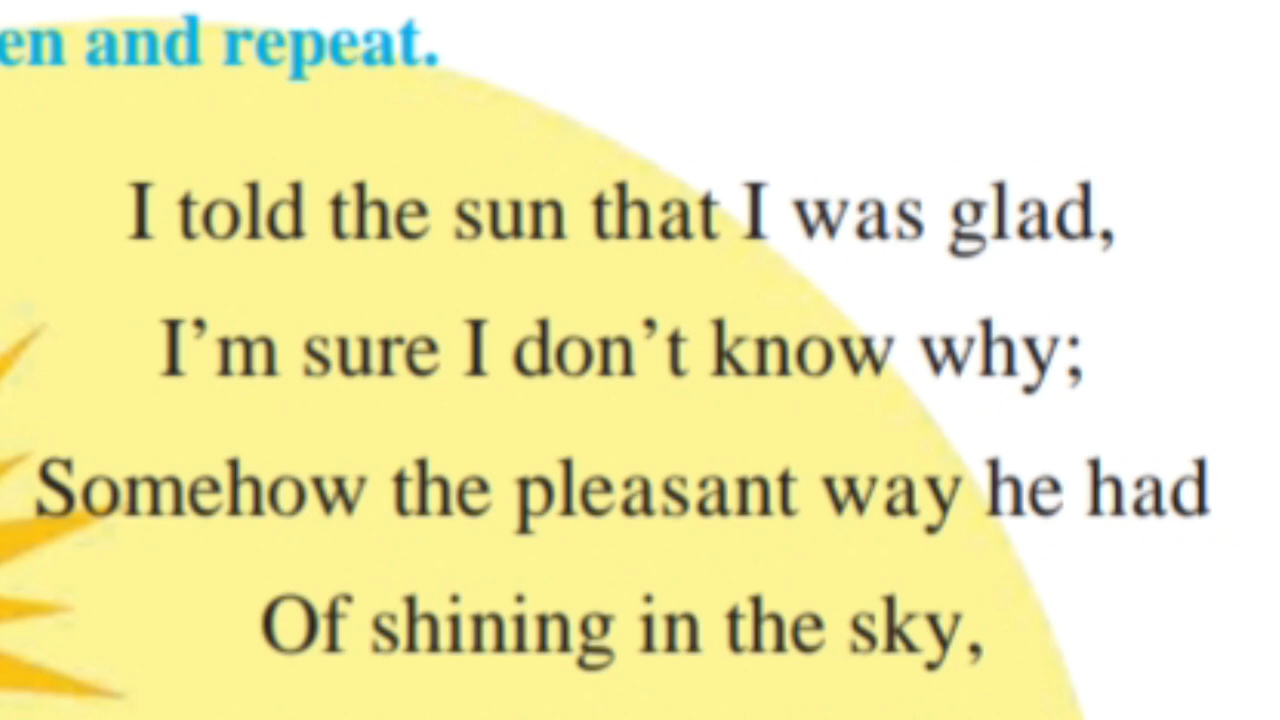 en and repeat.
I told the sun that I was glad,
I'm sure I don't know why;
Somehow the pleasant way he had
Of shining in the sky,